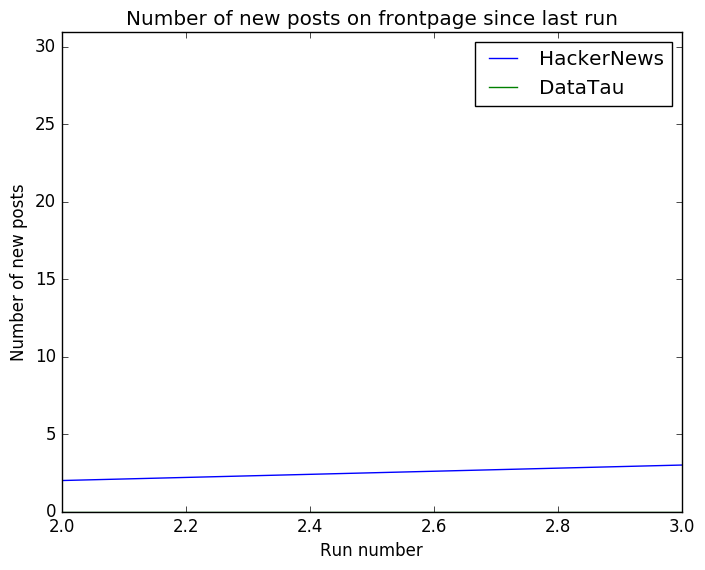 Number of new posts on frontpage since last run
HackerNews
DataTau
Number of new posts
30
25
20
15
10
5
0
2.0 2.2 2.4 2.6 2.8 3.0
Run number